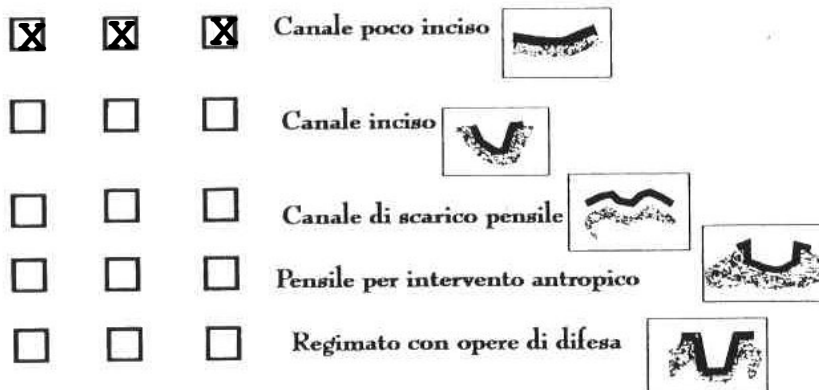 X X X Canale poco inciso
Canale inciso
Canale di scarico pensile
Pensile per intervento antropico
Regimato con opere di difesa